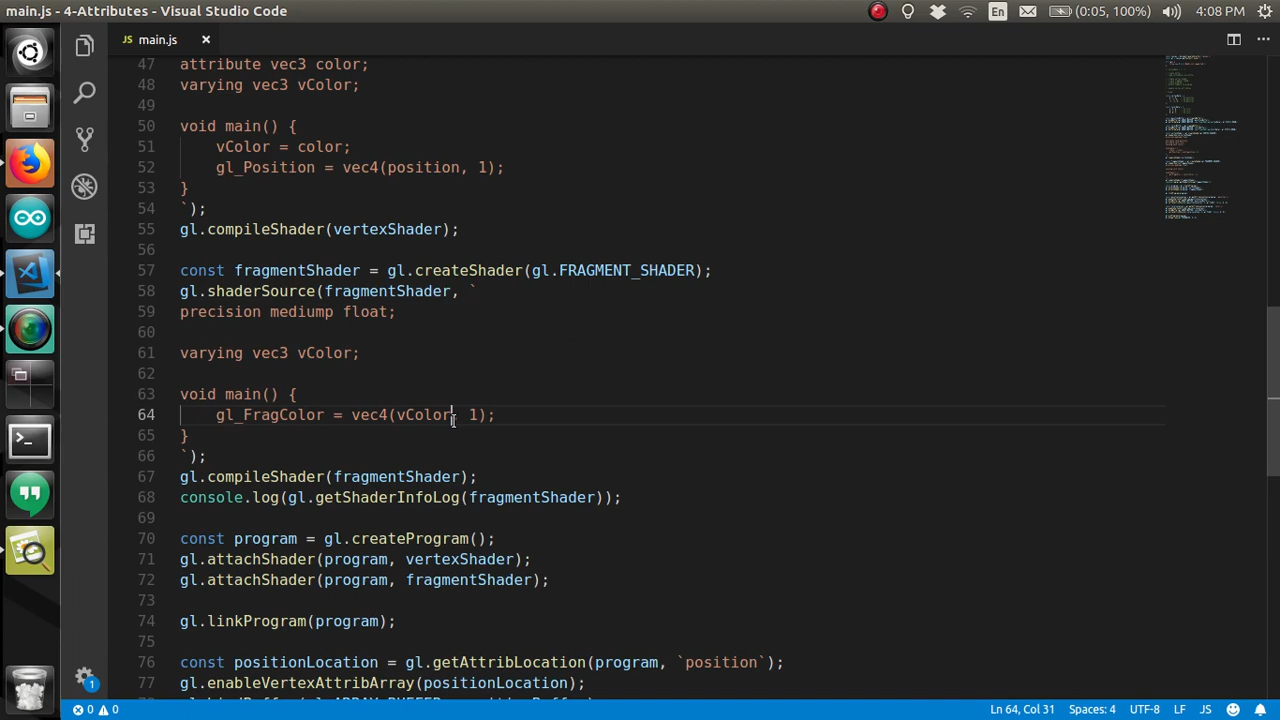 main.js - 4-Attributes - Visual Studio Code
En
(0:05, 100%)
4:08 PM
JS main.js
47 attribute vec3 color;
48 varying vec3 vColor;
49
50 void main() {
51 vColor = color;
52 gl_Position = vec4(position, 1);
53 }
54 `);
55 gl.compileShader(vertexShader);
56
57 const fragmentShader = gl.createShader(gl.FRAGMENT_SHADER);
58 gl.shaderSource(fragmentShader, `
59 precision mediump float;
60
61 varying vec3 vColor;
62
63 void main() {
64 gl_FragColor = vec4(vColor, 1);
65 }
66 `);
67 gl.compileShader(fragmentShader);
68 console.log(gl.getShaderInfoLog(fragmentShader));
69
70 const program = gl.createProgram();
71 gl.attachShader(program, vertexShader);
72 gl.attachShader(program, fragmentShader);
73
74 gl.linkProgram(program);
75
76 const positionLocation = gl.getAttribLocation(program, `position`);
77 gl.enableVertexAttribArray(positionLocation);
1
0 0
Ln 64, Col 31
Spaces: 4
UTF-8
LF
JS